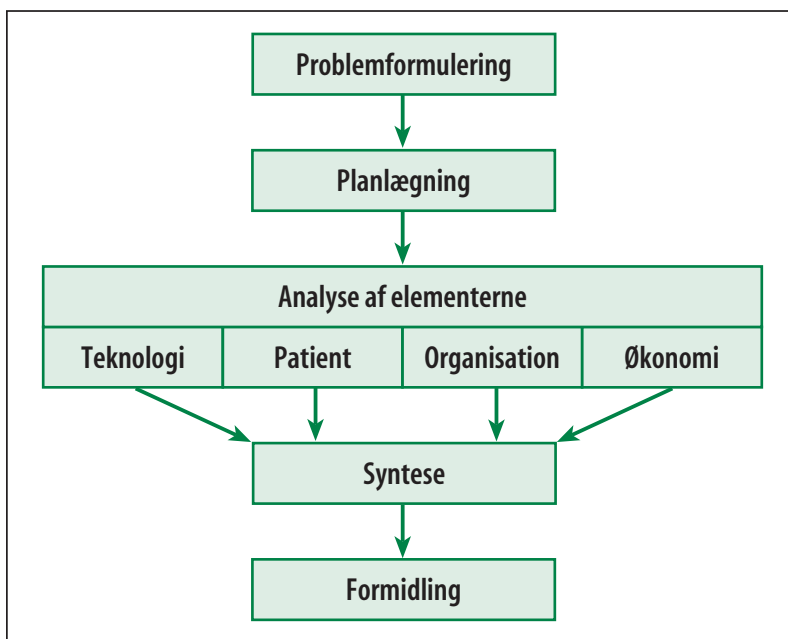 Problemformulering
Planlægning
Analyse af elementerne
Teknologi Patient Organisation Økonomi
Syntese
Formidling